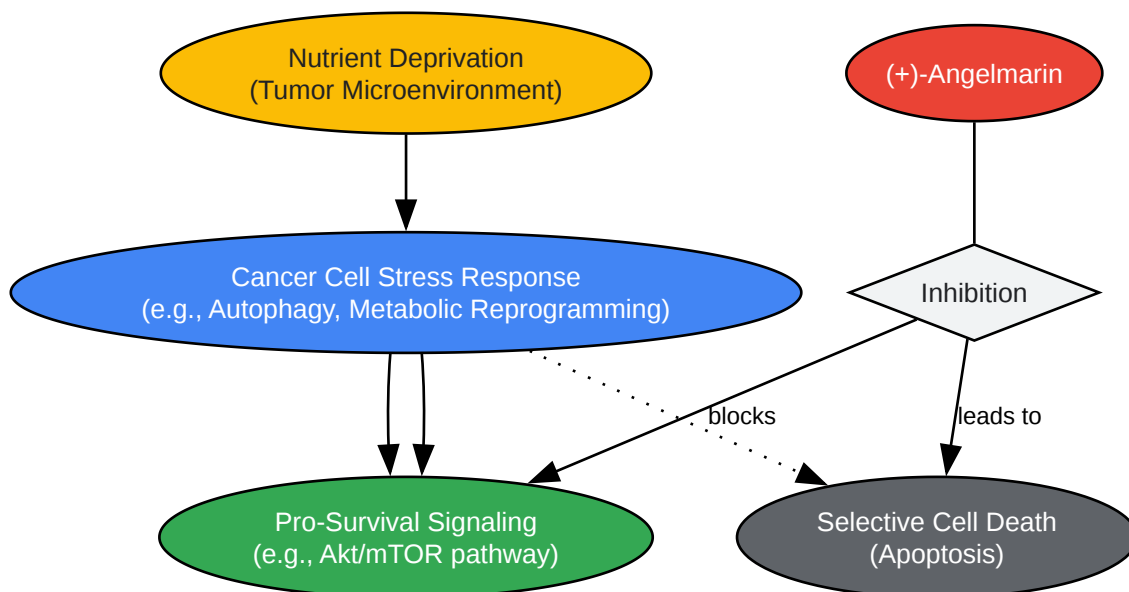 Nutrient Deprivation
(Tumor Microenvironment)
(+)-Angelmarin
Cancer Cell Stress Response
(e.g., Autophagy, Metabolic Reprogramming)
Inhibition
blocks
leads to
Pro-Survival Signaling
(e.g., Akt/mTOR pathway)
Selective Cell Death
(Apoptosis)